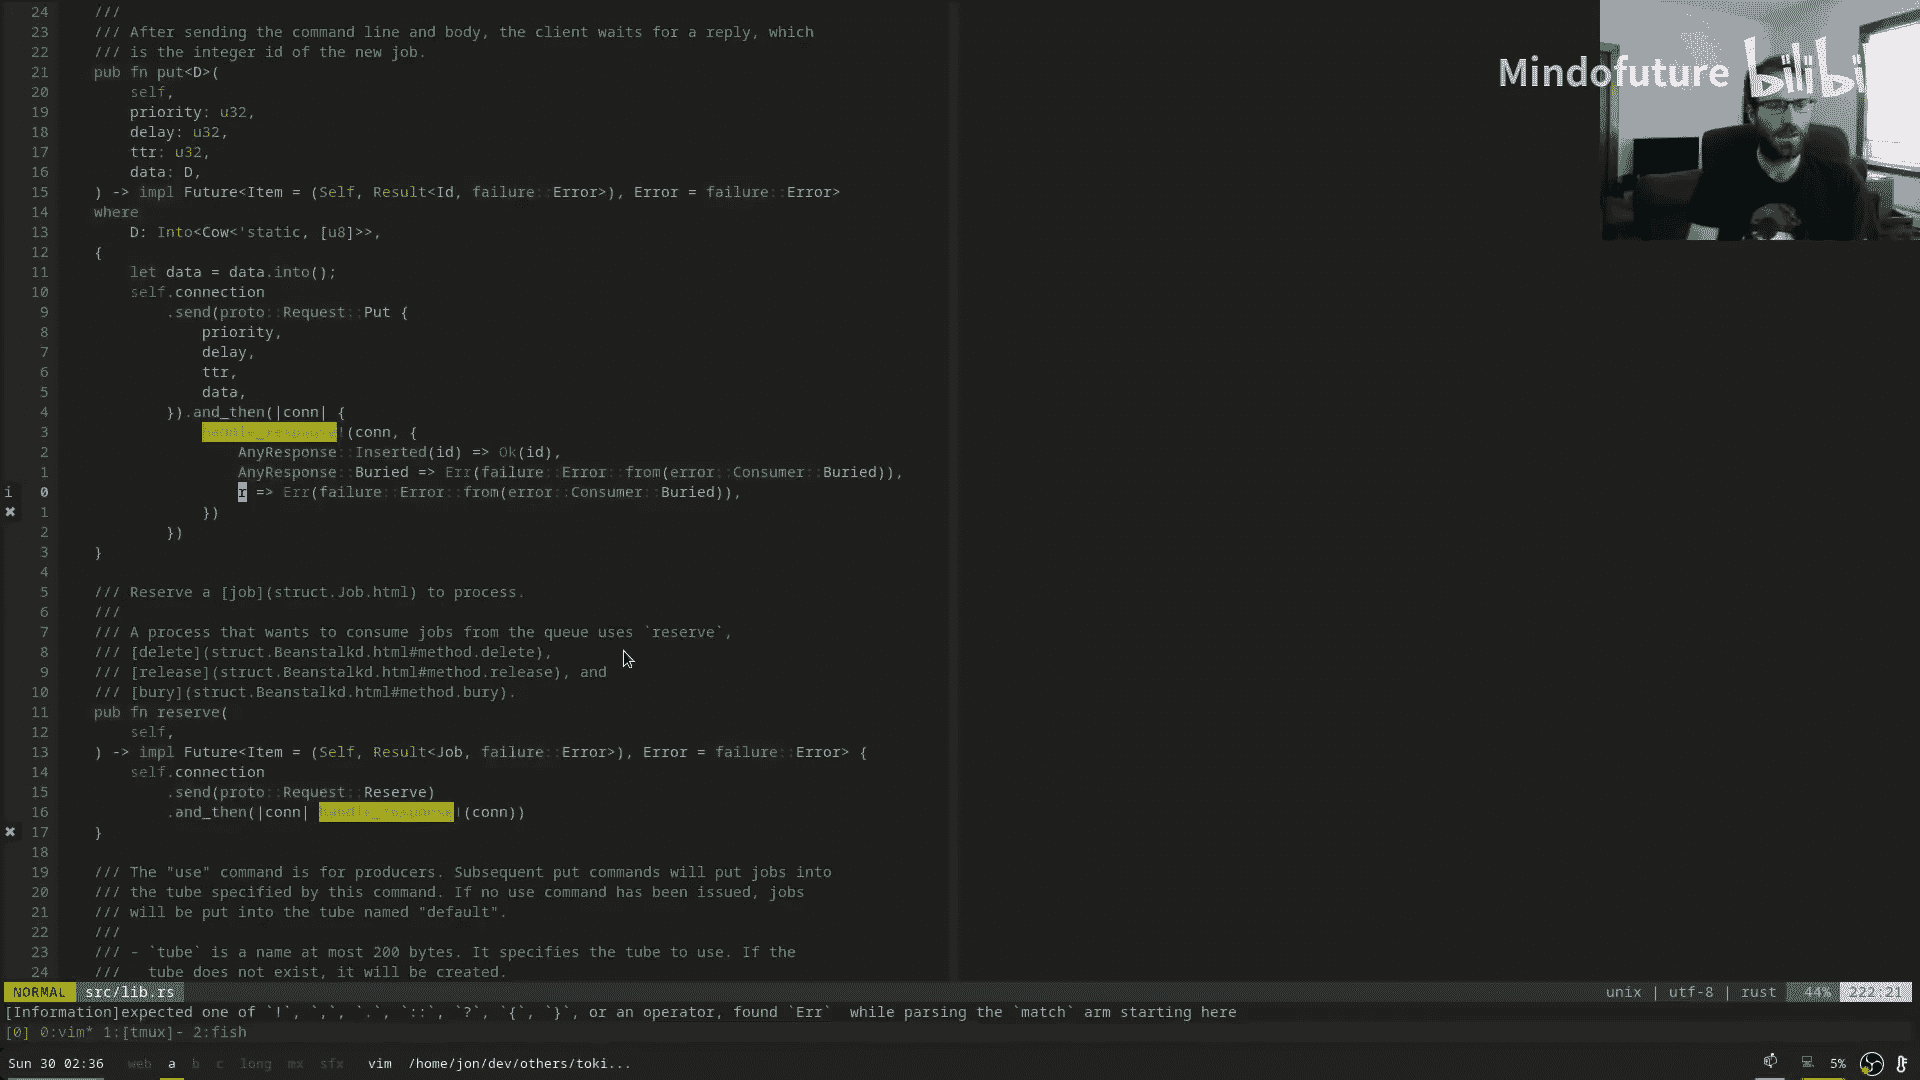 24 ///
23 /// After sending the command line and body, the client waits for a reply, which
22 /// is the integer id of the new job.
21 pub fn put<D>(
20 self,
19 priority: u32,
18 delay: u32,
17 ttr: u32,
16 data: D,
15 ) -> impl Future<Item = (Self, Result<Id, failure::Error>), Error = failure::Error>
14 where
13 D: Into<Cow<'static, [u8]>>,
12 {
11 let data = data.into();
10 self.connection
9 .send(proto::Request::Put {
8 priority,
7 delay,
6 ttr,
5 data,
4 }).and_then(|conn| {
3 handle_response!(conn, {
2 AnyResponse::Inserted(id) => Ok(id),
1 AnyResponse::Buried => Err(failure::Error::from(error::Consumer::Buried)),
i 0 r => Err(failure::Error::from(error::Consumer::Buried)),
✖ 1 })
2 })
3 }
4
5 /// Reserve a [job](struct.Job.html) to process.
6 ///
7 /// A process that wants to consume jobs from the queue uses `reserve`,
8 /// [delete](struct.Beanstalkd.html#method.delete),
9 /// [release](struct.Beanstalkd.html#method.release), and
10 /// [bury](struct.Beanstalkd.html#method.bury).
11 pub fn reserve(
12 self,
13 ) -> impl Future<Item = (Self, Result<Job, failure::Error>), Error = failure::Error> {
14 self.connection
15 .send(proto::Request::Reserve)
16 .and_then(|conn| handle_response!(conn))
✖ 17 }
18
19 /// The "use" command is for producers. Subsequent put commands will put jobs into
20 /// the tube specified by this command. If no use command has been issued, jobs
21 /// will be put into the tube named "default".
22 ///
23 /// - `tube` is a name at most 200 bytes. It specifies the tube to use. If the
24 /// tube does not exist, it will be created.
NORMAL src/lib.rs unix | utf-8 | rust 44% 222:21
[Information]expected one of `!`, `,`, `.`, `::`, `?`, `{`, `}`, or an operator, found `Err`  while parsing the `match` arm starting here
[0] 0:vim* 1:[tmux]- 2:fish
Sun 30 02:36 web a b c long mx sfx vim /home/jon/dev/others/toki... 5%
Mindofuture bilibili